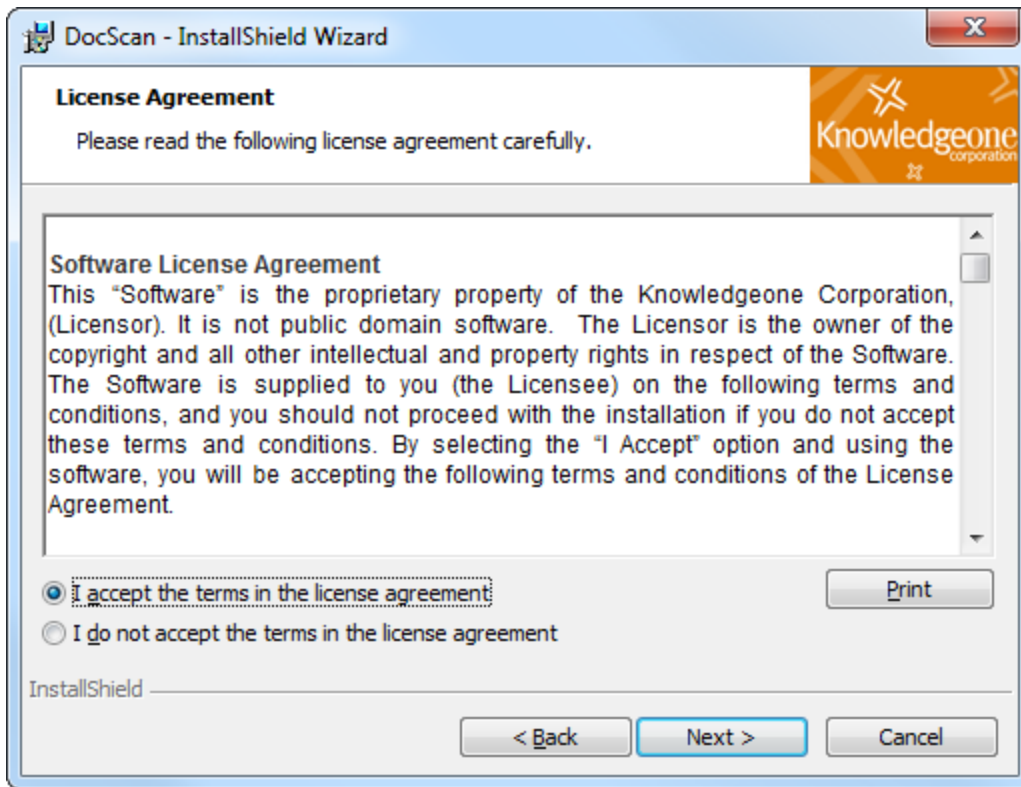 DocScan - InstallShield Wizard
License Agreement
Please read the following license agreement carefully.
Knowledgeone
corporation
Software License Agreement
This “Software” is the proprietary property of the Knowledgeone Corporation,
(Licensor). It is not public domain software.  The Licensor is the owner of the
copyright and all other intellectual and property rights in respect of the Software.
The Software is supplied to you (the Licensee) on the following terms and
conditions, and you should not proceed with the installation if you do not accept
these terms and conditions. By selecting the “I Accept” option and using the
software, you will be accepting the following terms and conditions of the License
Agreement.
I accept the terms in the license agreement
Print
I do not accept the terms in the license agreement
InstallShield
< Back
Next >
Cancel